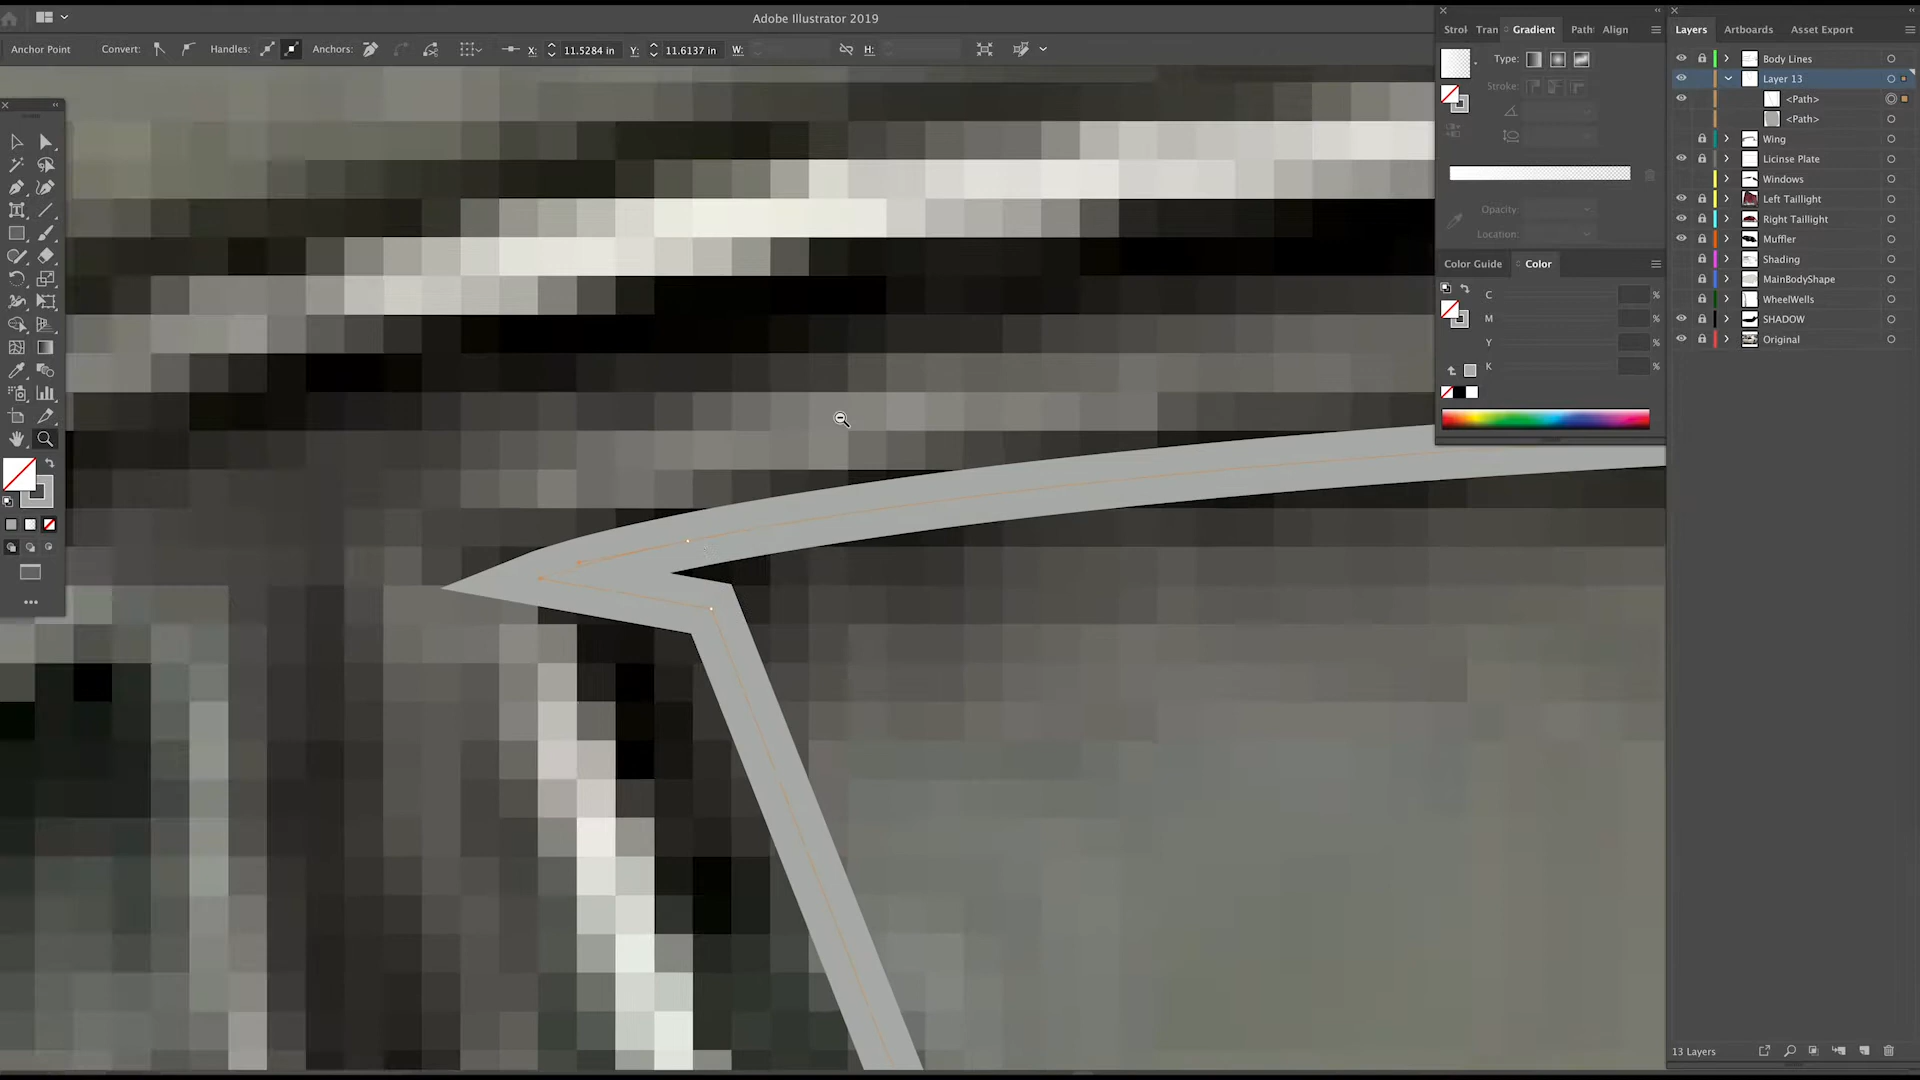 Adobe Illustrator 2019
Anchor Point
Convert:
Handles:
Anchors:
X:
11.5284 in
Y:
11.6137 in
W:
H:
Strol
Tran
Gradient
Path
Align
Type:
Stroke:
Opacity:
Location:
Color Guide
Color
C
%
M
%
Y
%
K
%
Layers
Artboards
Asset Export
Body Lines
Layer 13
<Path>
<Path>
Wing
Licinse Plate
Windows
Left Taillight
Right Taillight
Muffler
Shading
MainBodyShape
WheelWells
SHADOW
Original
13 Layers